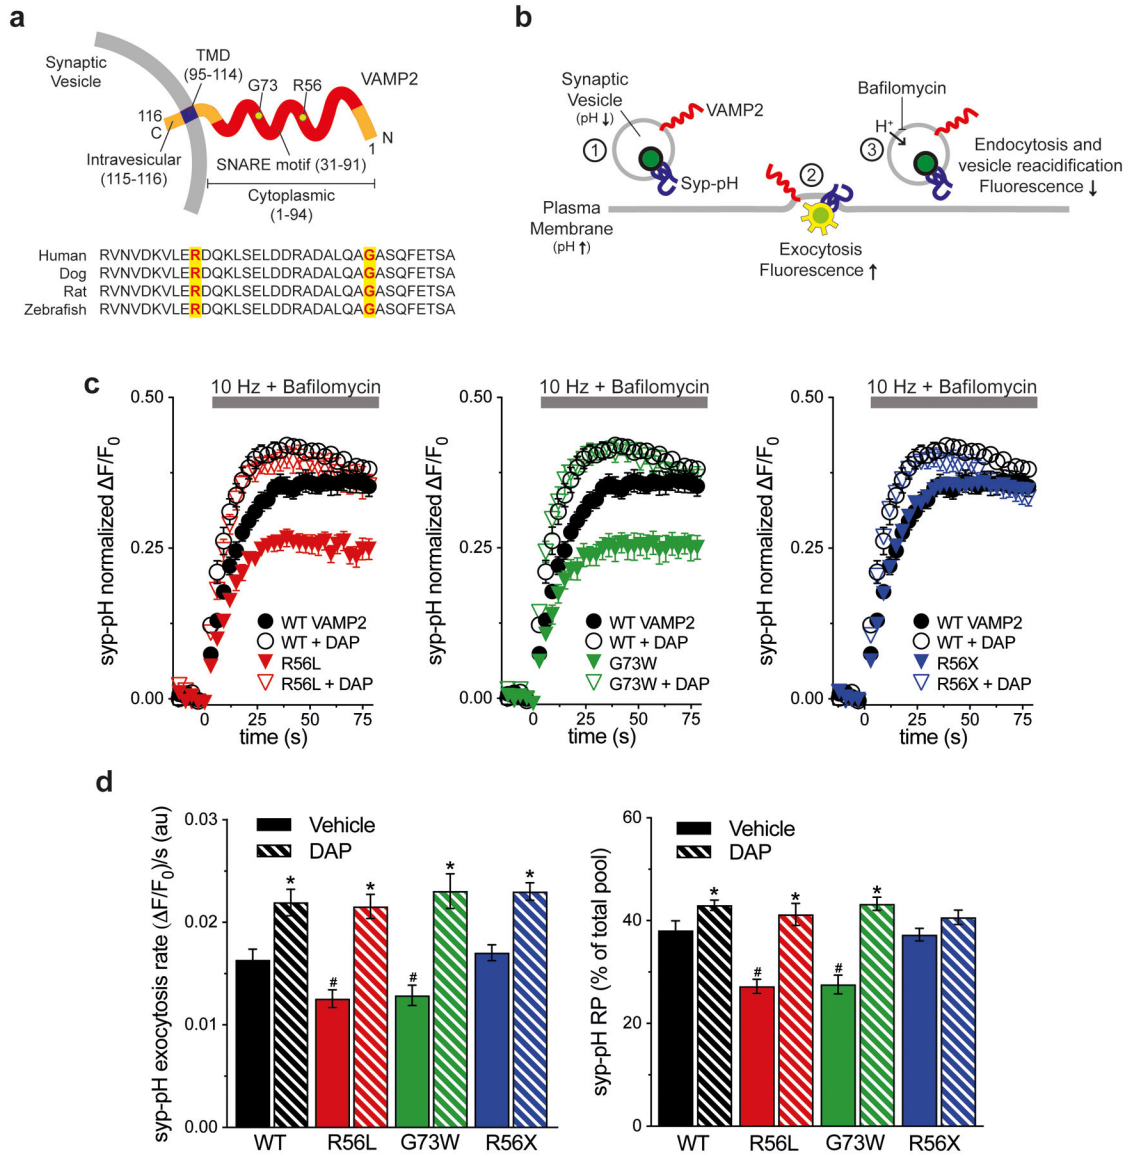 a
Synaptic
Vesicle
TMD
(95-114)
G73
R56
VAMP2
116
C
N
1
Intravesicular
(115-116)
SNARE motif (31-91)
Cytoplasmic
(1-94)
Human RVNVDKVLERDQKLSELDDRADALQAGASQFETSA
Dog RVNVDKVLERDQKLSELDDRADALQAGASQFETSA
Rat RVNVDKVLERDQKLSELDDRADALQAGASQFETSA
Zebrafish RVNVDKVLERDQKLSELDDRADALQAGASQFETSA
b
Synaptic
Vesicle
(pH ↓)
VAMP2
1
Syp-pH
Plasma
Membrane
(pH ↑)
2
Exocytosis
Fluorescence ↑
Bafilomycin
H+
3
Endocytosis and
vesicle reacidification
Fluorescence ↓
c
10 Hz + Bafilomycin
syp-pH normalized ΔF/F0
0.50
0.25
0.00
WT VAMP2
WT + DAP
R56L
R56L + DAP
0 25 50 75
time (s)
10 Hz + Bafilomycin
syp-pH normalized ΔF/F0
0.50
0.25
0.00
WT VAMP2
WT + DAP
G73W
G73W + DAP
0 25 50 75
time (s)
10 Hz + Bafilomycin
syp-pH normalized ΔF/F0
0.50
0.25
0.00
WT VAMP2
WT + DAP
R56X
R56X + DAP
0 25 50 75
time (s)
d
syp-pH exocytosis rate (ΔF/F0)/s (au)
0.03
0.02
0.01
0.00
Vehicle
DAP
* * * *
# #
WT R56L G73W R56X
syp-pH RP (% of total pool)
60
40
20
0
Vehicle
DAP
* * *
# #
WT R56L G73W R56X